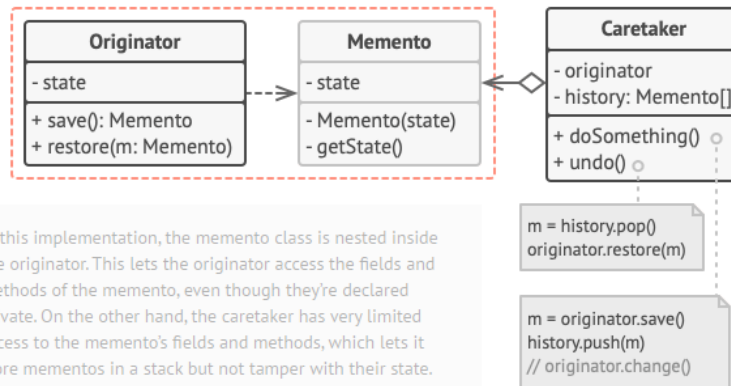 Originator
- state
+ save(): Memento
+ restore(m: Memento)
Memento
- state
- Memento(state)
- getState()
Caretaker
- originator
- history: Memento[]
+ doSomething()
+ undo()
m = history.pop()
originator.restore(m)
m = originator.save()
history.push(m)
// originator.change()
this implementation, the memento class is nested inside
originator. This lets the originator access the fields and
of the memento, even though they're declared
On the other hand, the caretaker has very limited
to the memento's fields and methods, which lets it
mementos in a stack but not tamper with their state.